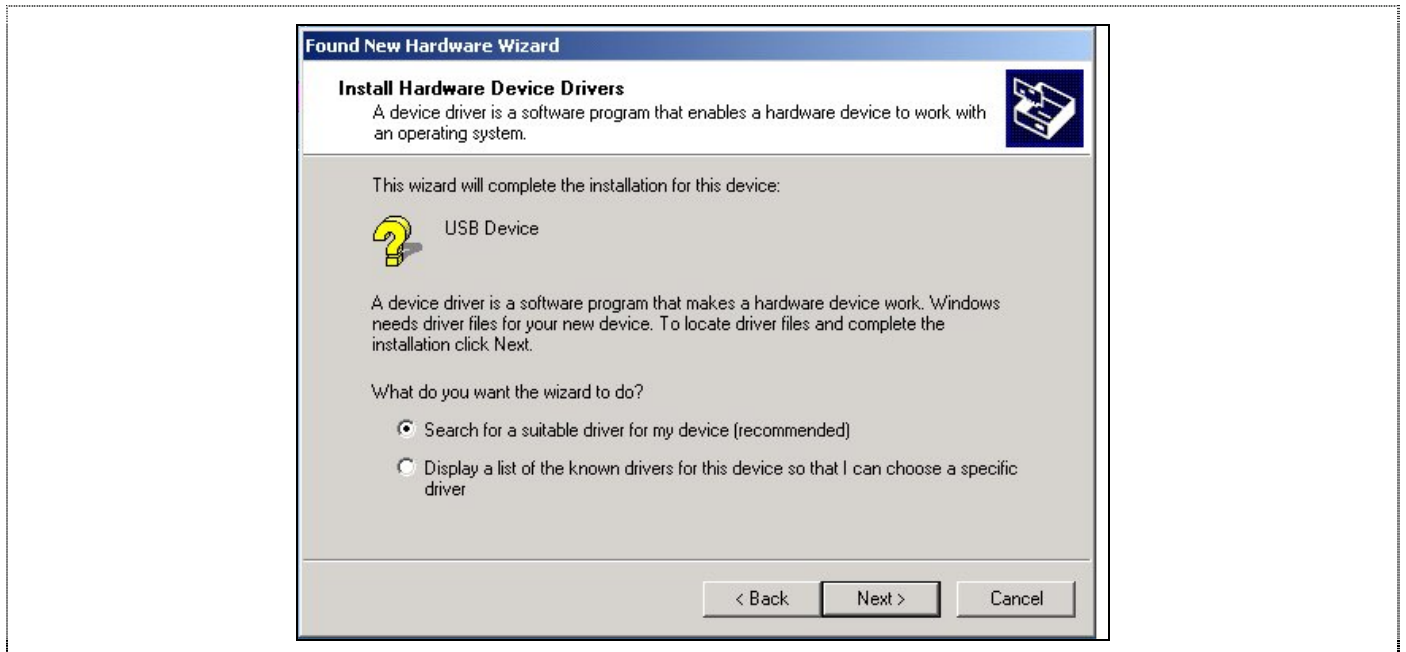 Found New Hardware Wizard
Install Hardware Device Drivers
A device driver is a software program that enables a hardware device to work with
an operating system.
This wizard will complete the installation for this device:
USB Device
A device driver is a software program that makes a hardware device work. Windows
needs driver files for your new device. To locate driver files and complete the
installation click Next.
What do you want the wizard to do?
Search for a suitable driver for my device (recommended)
Display a list of the known drivers for this device so that I can choose a specific
driver
< Back Next > Cancel